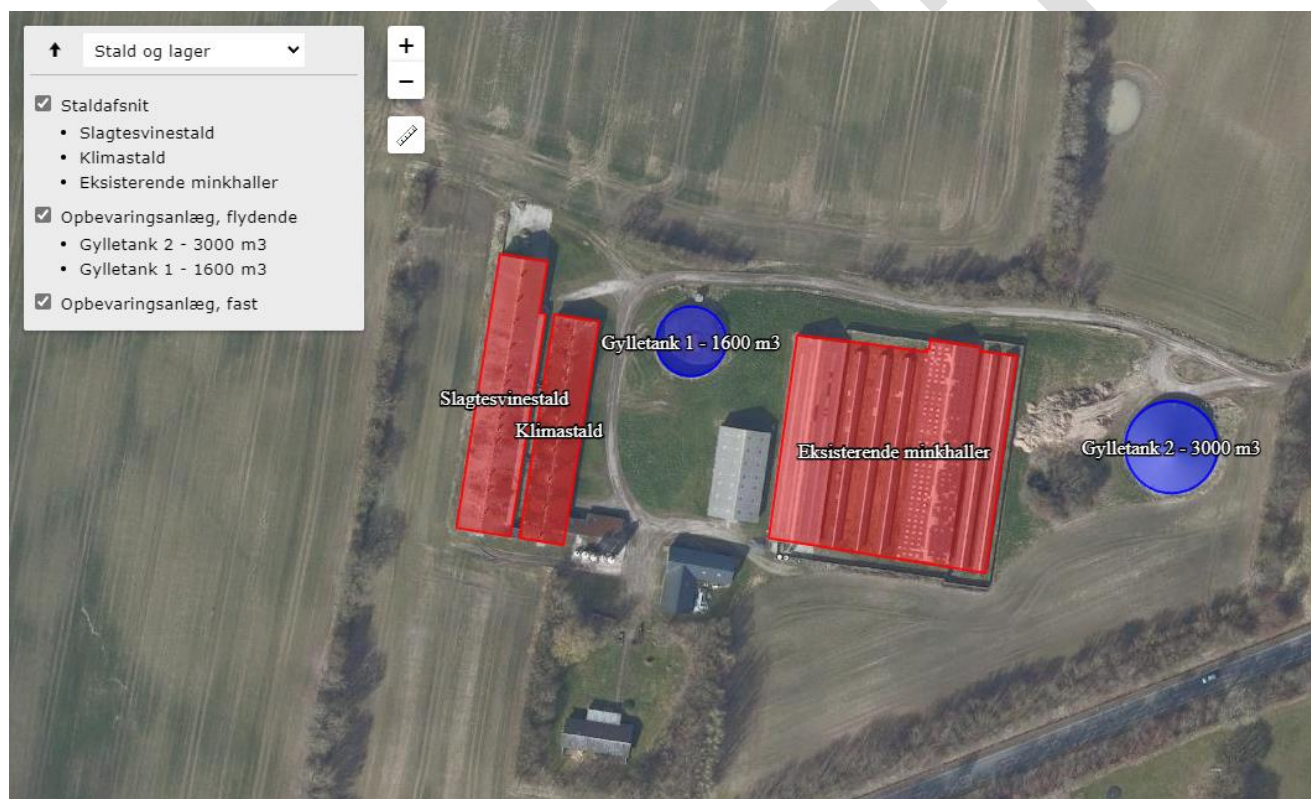 Stald og lager
Staldafsnit
Slagtesvinestald
Klimastald
Eksisterende minkhaller
Opbevaringsanlæg, flydende
Gylletank 2 - 3000 m3
Gylletank 1 - 1600 m3
Opbevaringsanlæg, fast
+
−
Gylletank 1 - 1600 m3
Slagtesvinestald
Klimastald
Eksisterende minkhaller
Gylletank 2 - 3000 m3